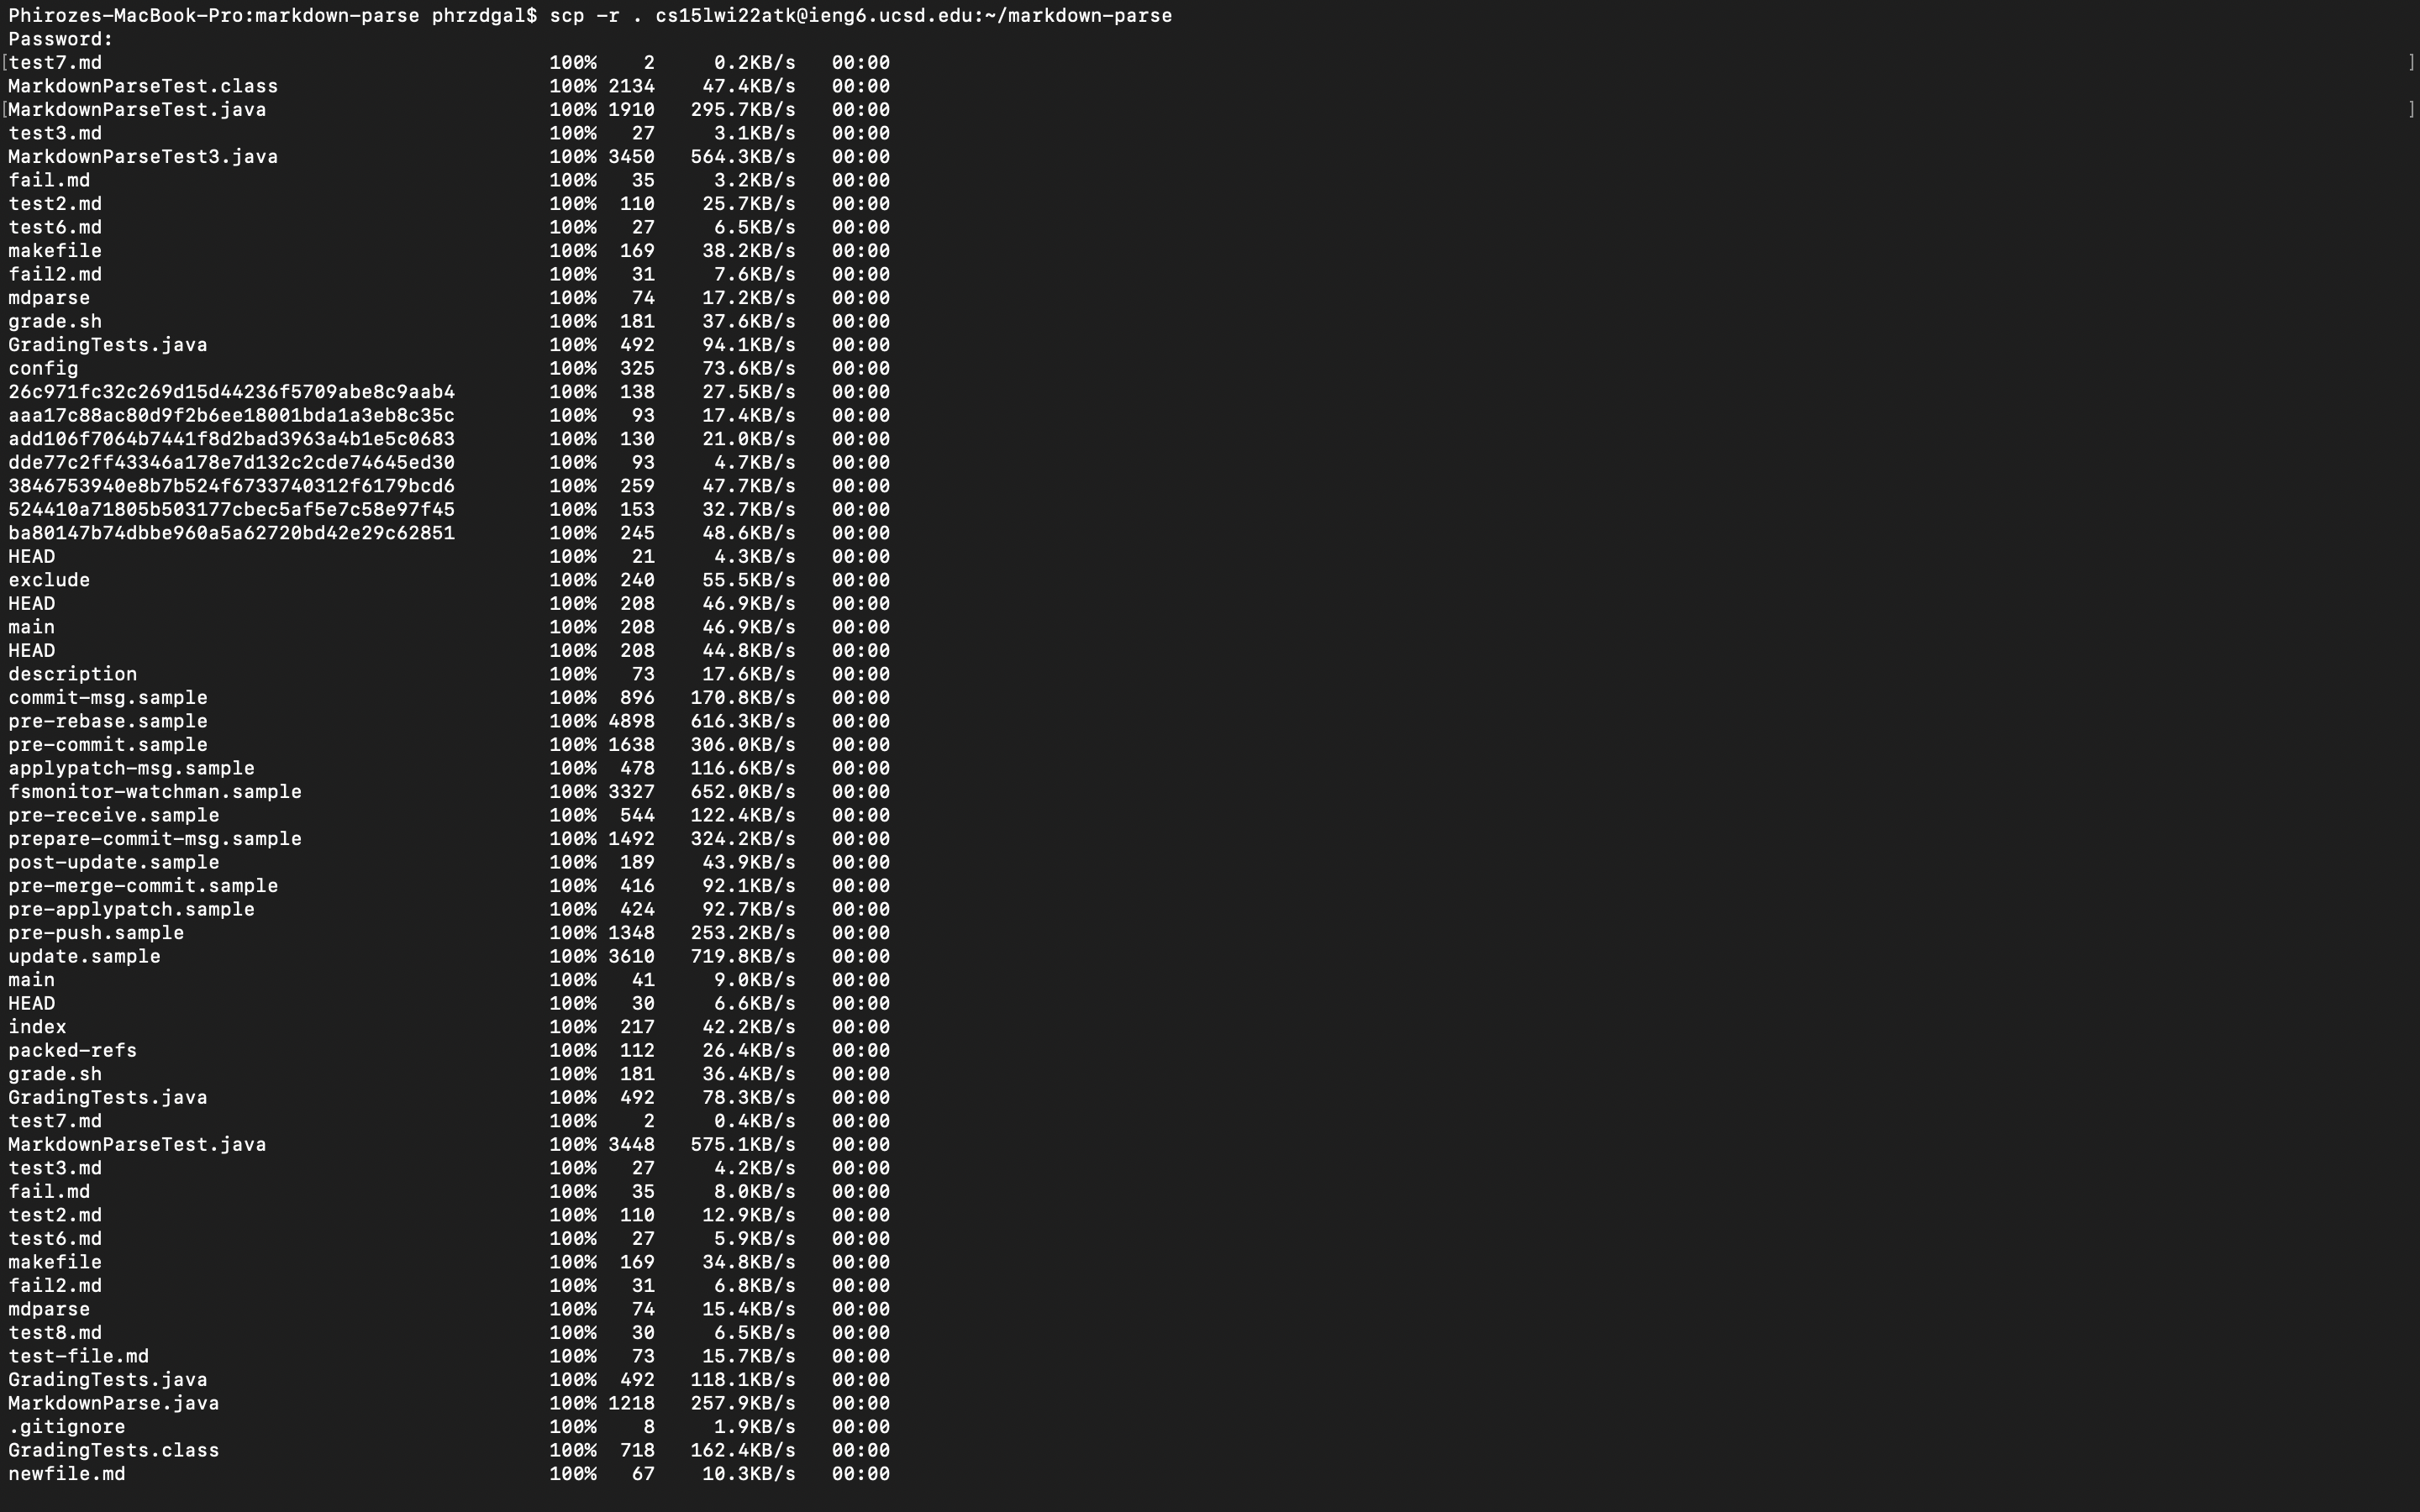 Phirozes-MacBook-Pro:markdown-parse phrzdgal$ scp -r . cs15lwi22atk@ieng6.ucsd.edu:~/markdown-parse
Password:
[test7.md 100% 2 0.2KB/s 00:00 ]
MarkdownParseTest.class 100% 2134 47.4KB/s 00:00
[MarkdownParseTest.java 100% 1910 295.7KB/s 00:00 ]
test3.md 100% 27 3.1KB/s 00:00
MarkdownParseTest3.java 100% 3450 564.3KB/s 00:00
fail.md 100% 35 3.2KB/s 00:00
test2.md 100% 110 25.7KB/s 00:00
test6.md 100% 27 6.5KB/s 00:00
makefile 100% 169 38.2KB/s 00:00
fail2.md 100% 31 7.6KB/s 00:00
mdparse 100% 74 17.2KB/s 00:00
grade.sh 100% 181 37.6KB/s 00:00
GradingTests.java 100% 492 94.1KB/s 00:00
config 100% 325 73.6KB/s 00:00
26c971fc32c269d15d44236f5709abe8c9aab4 100% 138 27.5KB/s 00:00
aaa17c88ac80d9f2b6ee18001bda1a3eb8c35c 100% 93 17.4KB/s 00:00
add106f7064b7441f8d2bad3963a4b1e5c0683 100% 130 21.0KB/s 00:00
dde77c2ff43346a178e7d132c2cde74645ed30 100% 93 4.7KB/s 00:00
3846753940e8b7b524f6733740312f6179bcd6 100% 259 47.7KB/s 00:00
524410a71805b503177cbec5af5e7c58e97f45 100% 153 32.7KB/s 00:00
ba80147b74dbbe960a5a62720bd42e29c62851 100% 245 48.6KB/s 00:00
HEAD 100% 21 4.3KB/s 00:00
exclude 100% 240 55.5KB/s 00:00
HEAD 100% 208 46.9KB/s 00:00
main 100% 208 46.9KB/s 00:00
HEAD 100% 208 44.8KB/s 00:00
description 100% 73 17.6KB/s 00:00
commit-msg.sample 100% 896 170.8KB/s 00:00
pre-rebase.sample 100% 4898 616.3KB/s 00:00
pre-commit.sample 100% 1638 306.0KB/s 00:00
applypatch-msg.sample 100% 478 116.6KB/s 00:00
fsmonitor-watchman.sample 100% 3327 652.0KB/s 00:00
pre-receive.sample 100% 544 122.4KB/s 00:00
prepare-commit-msg.sample 100% 1492 324.2KB/s 00:00
post-update.sample 100% 189 43.9KB/s 00:00
pre-merge-commit.sample 100% 416 92.1KB/s 00:00
pre-applypatch.sample 100% 424 92.7KB/s 00:00
pre-push.sample 100% 1348 253.2KB/s 00:00
update.sample 100% 3610 719.8KB/s 00:00
main 100% 41 9.0KB/s 00:00
HEAD 100% 30 6.6KB/s 00:00
index 100% 217 42.2KB/s 00:00
packed-refs 100% 112 26.4KB/s 00:00
grade.sh 100% 181 36.4KB/s 00:00
GradingTests.java 100% 492 78.3KB/s 00:00
test7.md 100% 2 0.4KB/s 00:00
MarkdownParseTest.java 100% 3448 575.1KB/s 00:00
test3.md 100% 27 4.2KB/s 00:00
fail.md 100% 35 8.0KB/s 00:00
test2.md 100% 110 12.9KB/s 00:00
test6.md 100% 27 5.9KB/s 00:00
makefile 100% 169 34.8KB/s 00:00
fail2.md 100% 31 6.8KB/s 00:00
mdparse 100% 74 15.4KB/s 00:00
test8.md 100% 30 6.5KB/s 00:00
test-file.md 100% 73 15.7KB/s 00:00
GradingTests.java 100% 492 118.1KB/s 00:00
MarkdownParse.java 100% 1218 257.9KB/s 00:00
.gitignore 100% 8 1.9KB/s 00:00
GradingTests.class 100% 718 162.4KB/s 00:00
newfile.md 100% 67 10.3KB/s 00:00